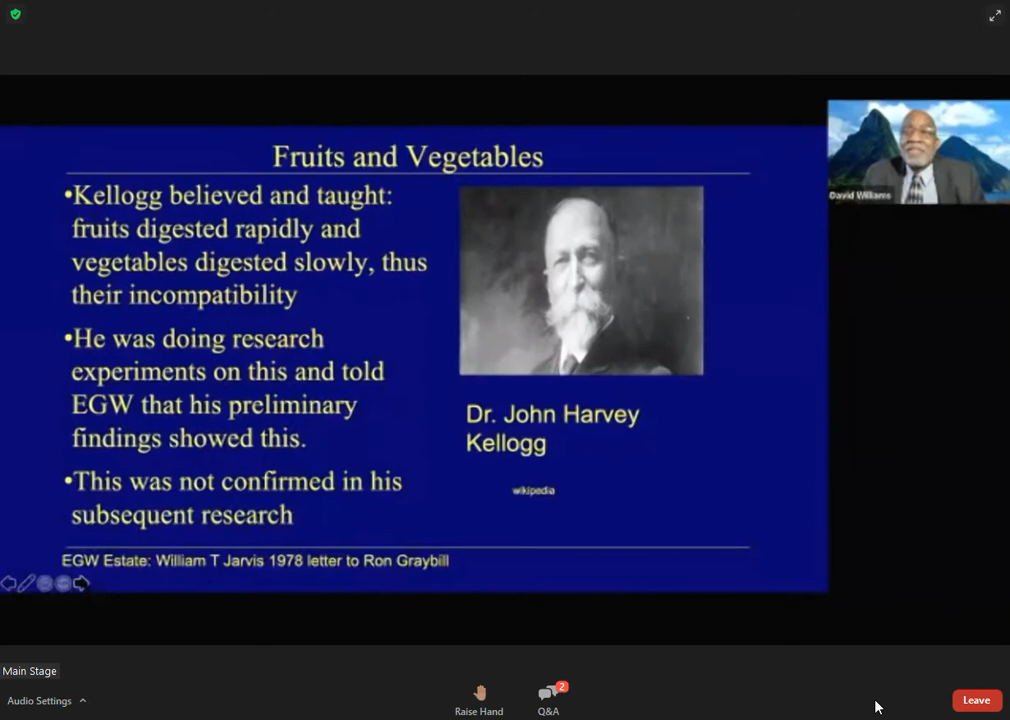 Fruits and Vegetables
•Kellogg believed and taught:
fruits digested rapidly and
vegetables digested slowly, thus
their incompatibility
•He was doing research
experiments on this and told
EGW that his preliminary
findings showed this.
•This was not confirmed in his
subsequent research
Dr. John Harvey
Kellogg
wikipedia
EGW Estate: William T Jarvis 1978 letter to Ron Graybill
David Williams
Main Stage
Audio Settings
Raise Hand
Q&A
2
Leave